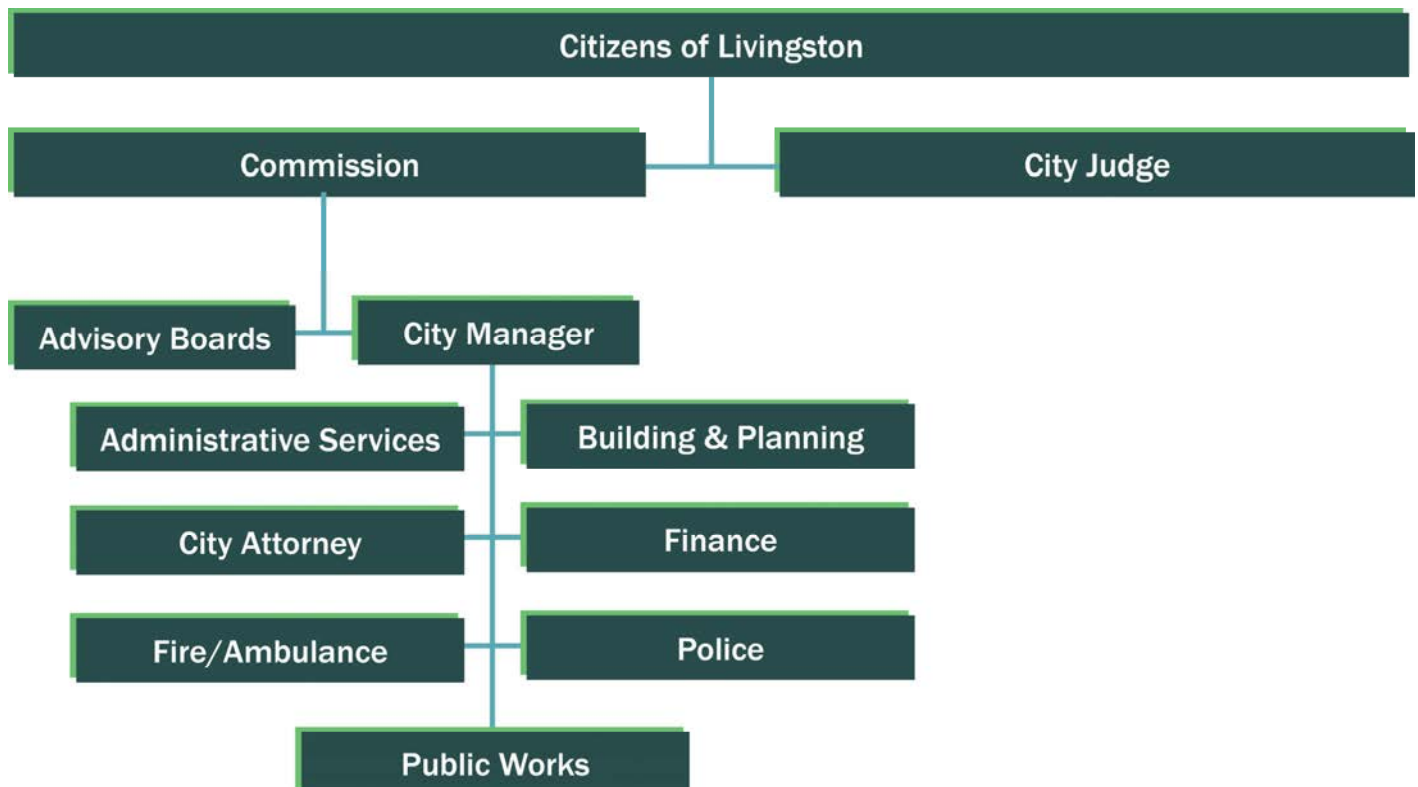 Citizens of Livingston
Commission
City Judge
Advisory Boards
City Manager
Administrative Services
Building & Planning
City Attorney
Finance
Fire/Ambulance
Police
Public Works